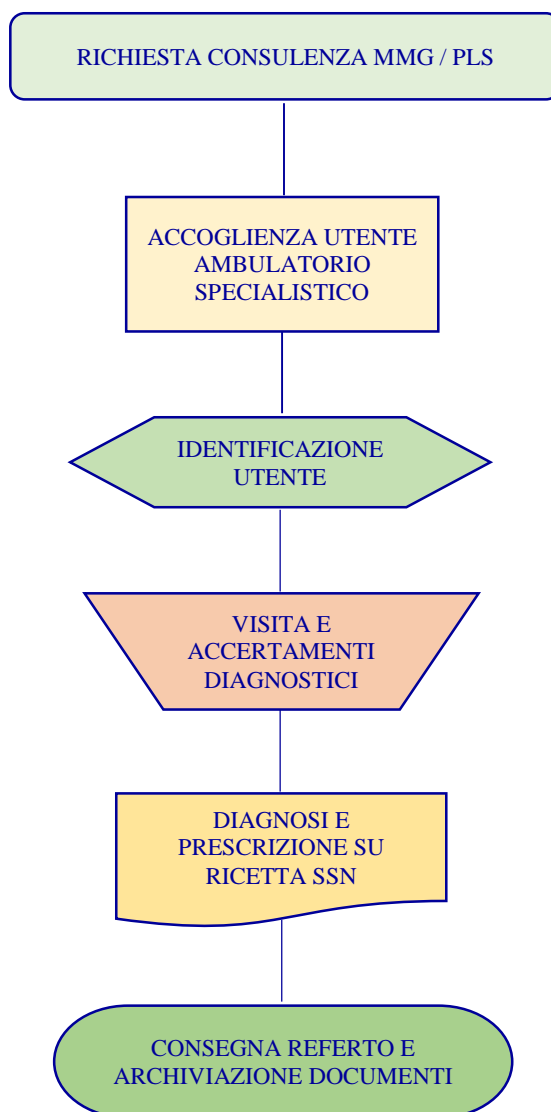 RICHIESTA CONSULENZA MMG / PLS
ACCOGLIENZA UTENTE
AMBULATORIO
SPECIALISTICO
IDENTIFICAZIONE
UTENTE
VISITA E
ACCERTAMENTI
DIAGNOSTICI
DIAGNOSI E
PRESCRIZIONE SU
RICETTA SSN
CONSEGNA REFERTO E
ARCHIVIAZIONE DOCUMENTI